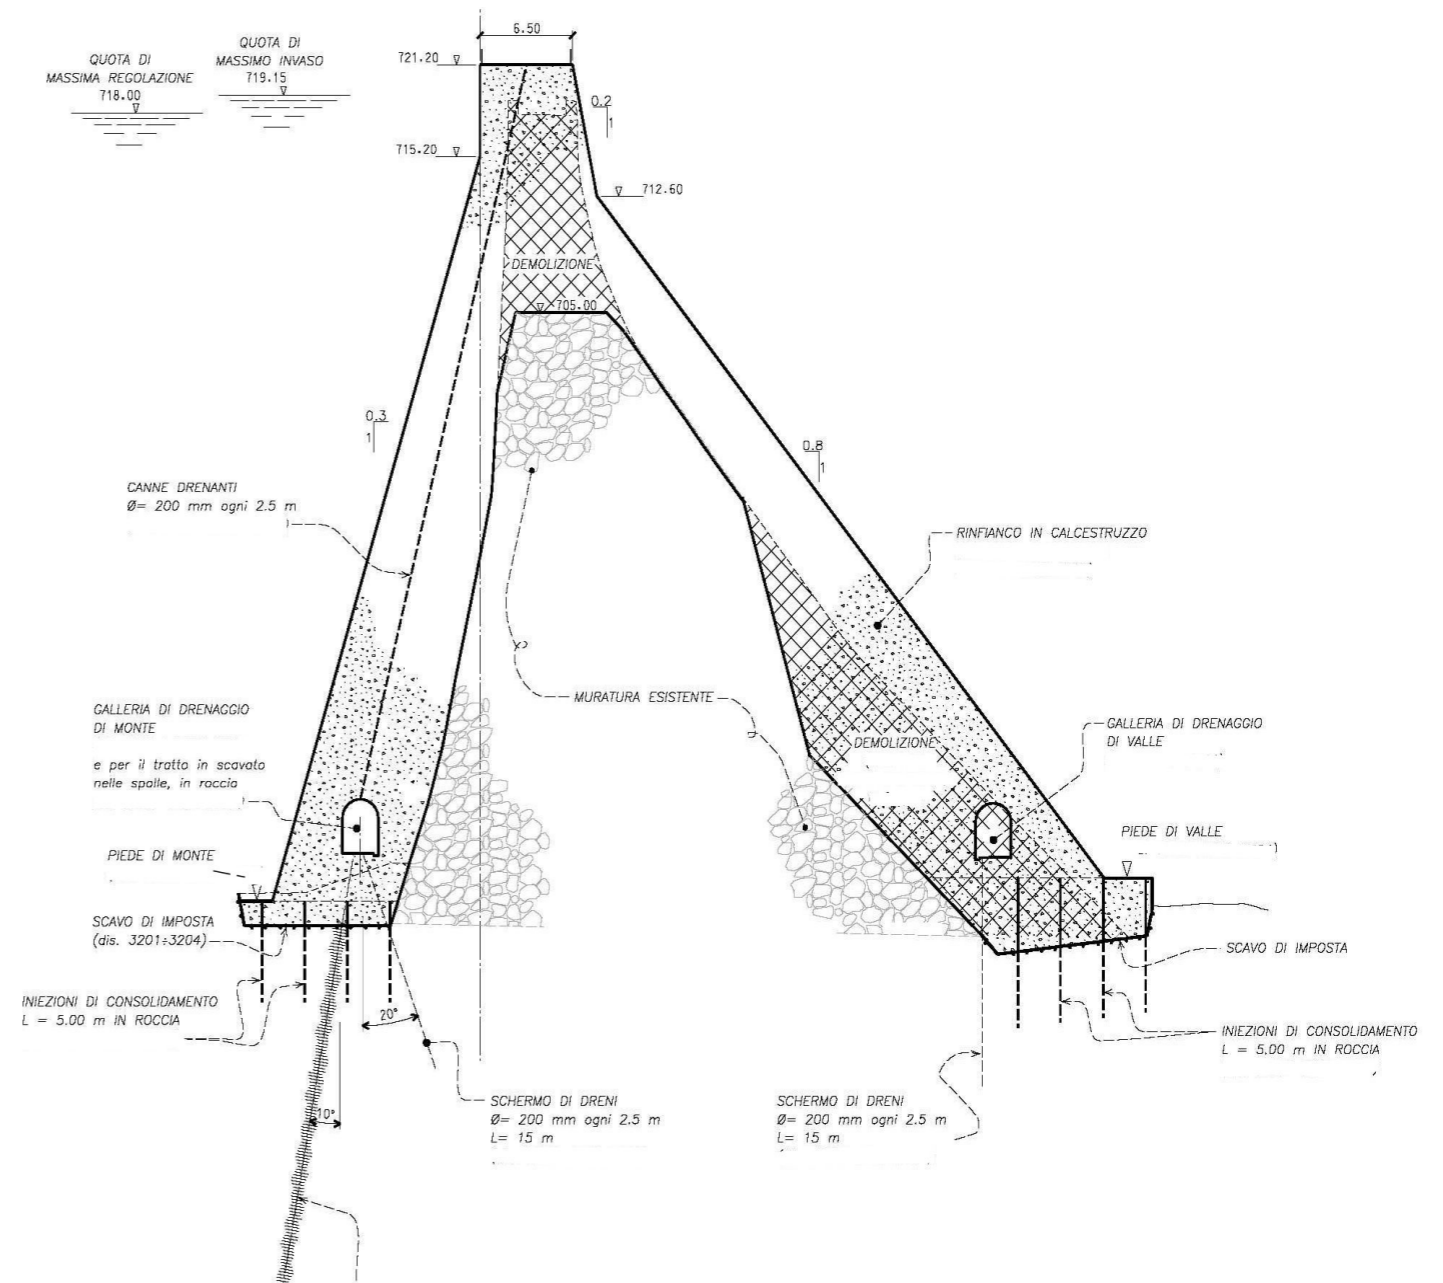 6.50
QUOTA DI
MASSIMO INVASO
719.15
QUOTA DI
MASSIMA REGOLAZIONE
718.00
721.20
0.2
1
715.20
712.60
DEMOLIZIONE
705.00
0.3
1
0.8
1
CANNE DRENANTI
Ø= 200 mm ogni 2.5 m
RINFIANCO IN CALCESTRUZZO
MURATURA ESISTENTE
GALLERIA DI DRENAGGIO
DI MONTE
e per il tratto in scavato
nelle spalle, in roccia
GALLERIA DI DRENAGGIO
DI VALLE
DEMOLIZIONE
PIEDE DI MONTE
PIEDE DI VALLE
SCAVO DI IMPOSTA
(dis. 3201÷3204)
SCAVO DI IMPOSTA
INIEZIONI DI CONSOLIDAMENTO
L = 5.00 m IN ROCCIA
20°
INIEZIONI DI CONSOLIDAMENTO
L = 5.00 m IN ROCCIA
10°
SCHERMO DI DRENI
Ø= 200 mm ogni 2.5 m
L= 15 m
SCHERMO DI DRENI
Ø= 200 mm ogni 2.5 m
L= 15 m